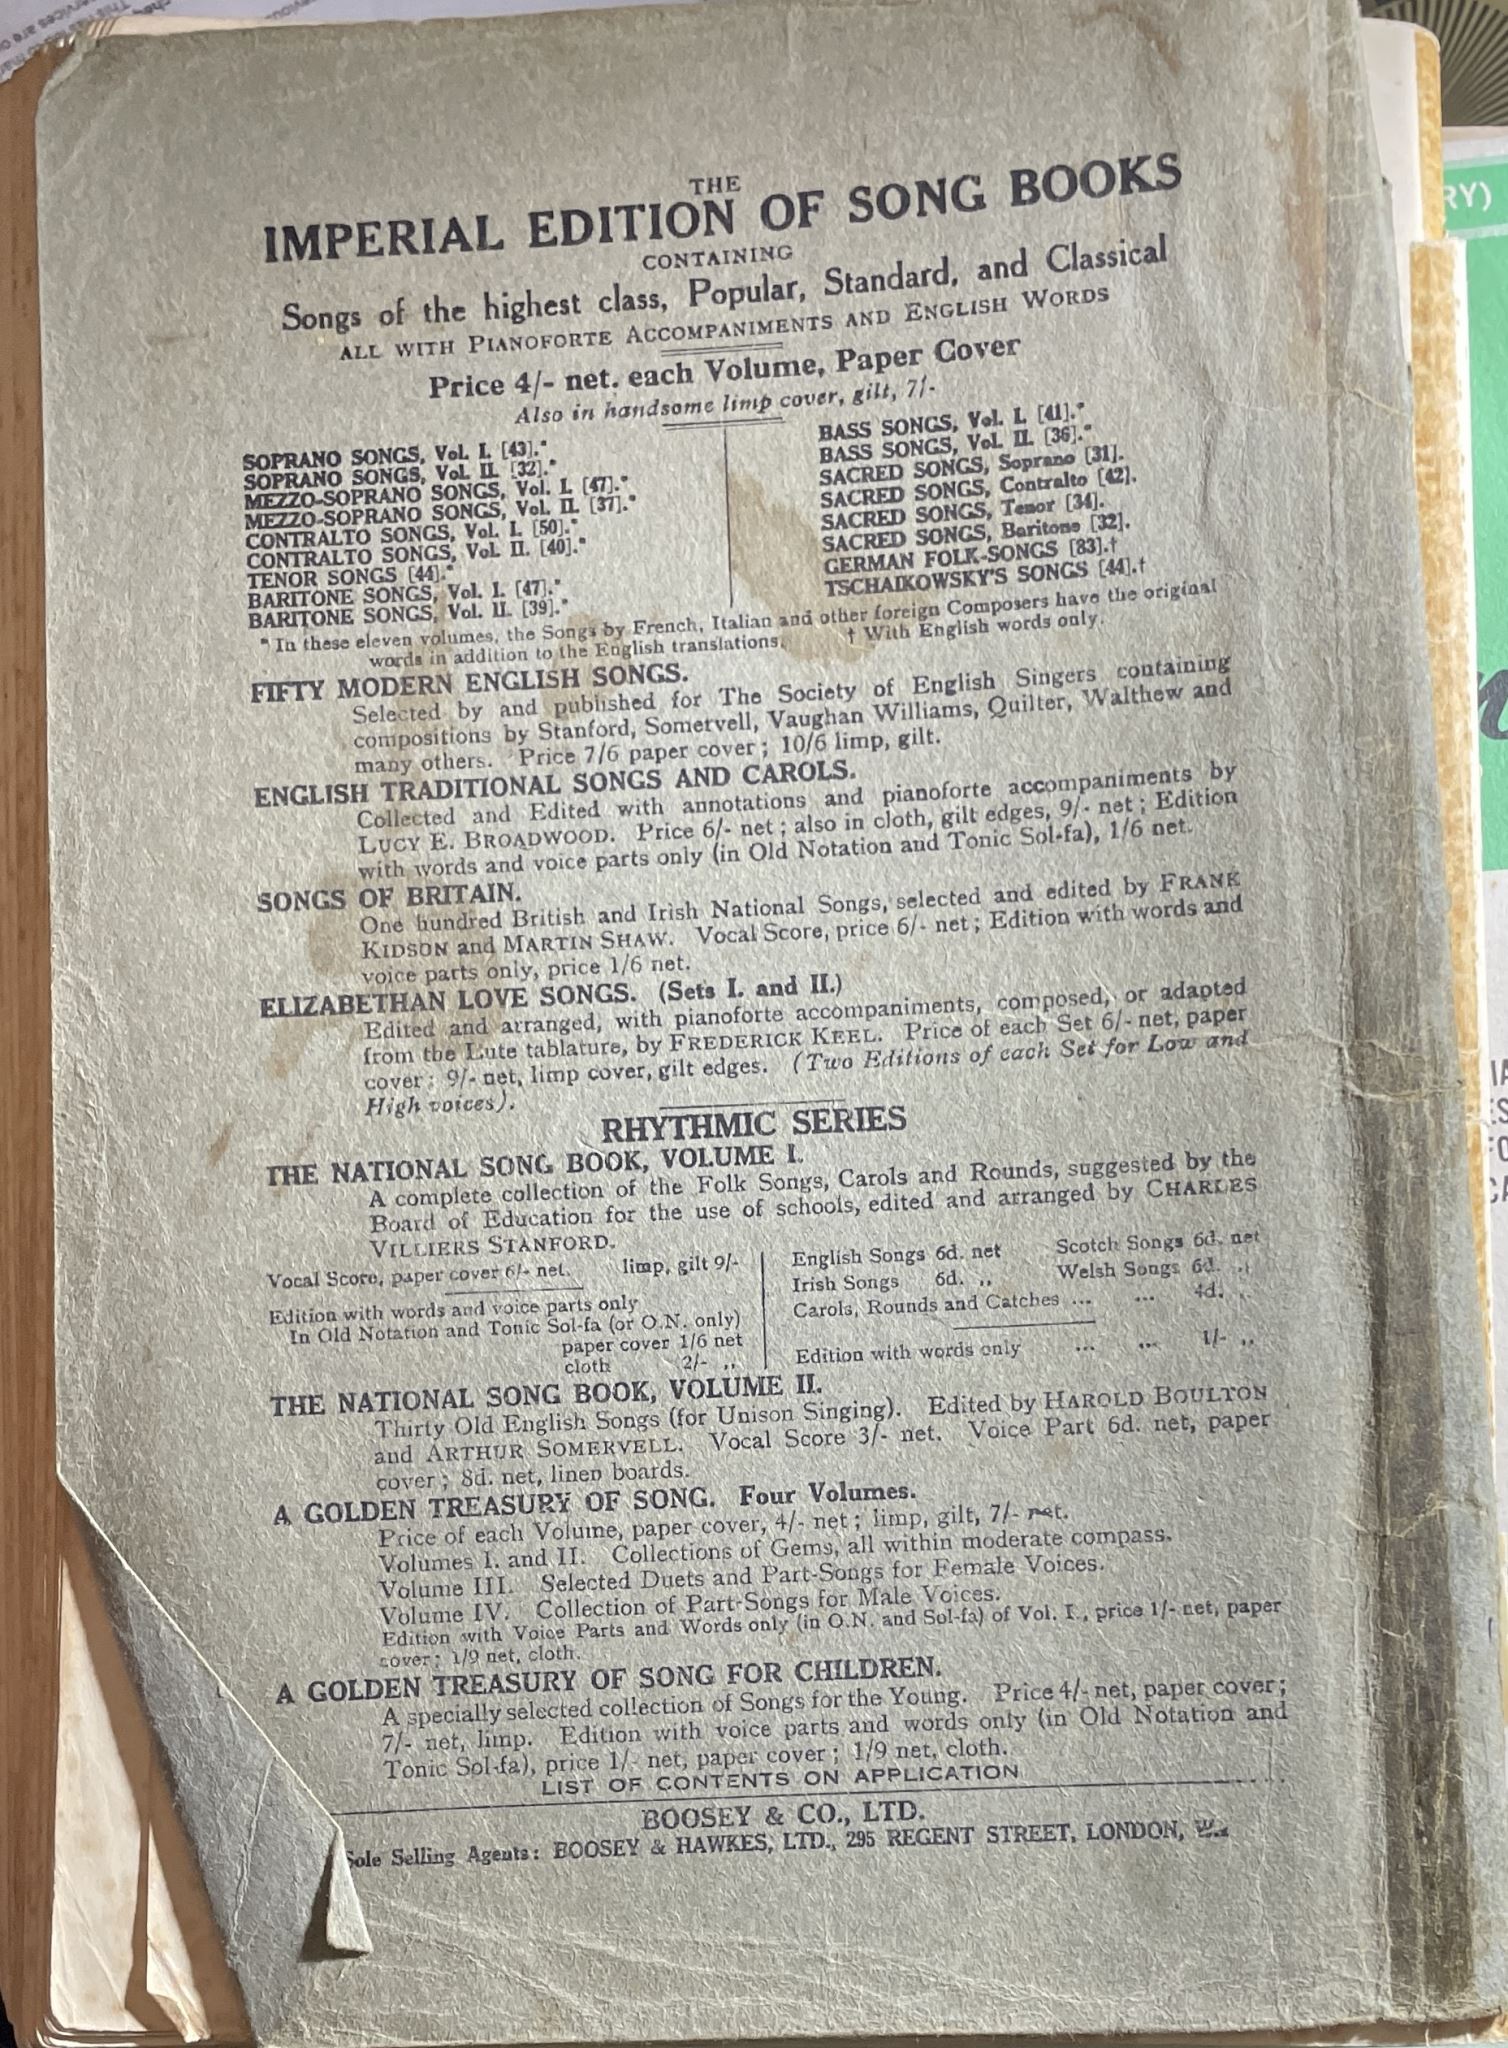 THE
IMPERIAL EDITION OF SONG BOOKS
CONTAINING
Songs of the highest class, Popular, Standard, and Classical
ALL WITH PIANOFORTE ACCOMPANIMENTS AND ENGLISH WORDS
Price 4/- net. each Volume, Paper Cover
Also in handsome limp cover, gilt, 7/-
SOPRANO SONGS, Vol. I. [43].*
SOPRANO SONGS, Vol. II. [32].*
MEZZO-SOPRANO SONGS, Vol. I. [47].*
MEZZO-SOPRANO SONGS, Vol. II. [37].*
CONTRALTO SONGS, Vol. I. [50].*
CONTRALTO SONGS, Vol. II. [40].*
TENOR SONGS [44].*
BARITONE SONGS, Vol. I. [47].*
BARITONE SONGS, Vol. II. [39].*
BASS SONGS, Vol. I. [41].*
BASS SONGS, Vol. II. [36].*
SACRED SONGS, Soprano [31].
SACRED SONGS, Contralto [42].
SACRED SONGS, Tenor [34].
SACRED SONGS, Baritone [32].
GERMAN FOLK-SONGS [83].†
TSCHAIKOWSKY'S SONGS [44].†
* In these eleven volumes, the Songs by French, Italian and other foreign Composers have the original
words in addition to the English translations. † With English words only.
FIFTY MODERN ENGLISH SONGS.
Selected by and published for The Society of English Singers containing
compositions by Stanford, Somervell, Vaughan Williams, Quilter, Walthew and
many others. Price 7/6 paper cover; 10/6 limp, gilt.
ENGLISH TRADITIONAL SONGS AND CAROLS.
Collected and Edited with annotations and pianoforte accompaniments by
LUCY E. BROADWOOD. Price 6/- net; also in cloth, gilt edges, 9/- net; Edition
with words and voice parts only (in Old Notation and Tonic Sol-fa), 1/6 net.
SONGS OF BRITAIN.
One hundred British and Irish National Songs, selected and edited by FRANK
KIDSON and MARTIN SHAW. Vocal Score, price 6/- net; Edition with words and
voice parts only, price 1/6 net.
ELIZABETHAN LOVE SONGS. (Sets I. and II.)
Edited and arranged, with pianoforte accompaniments, composed, or adapted
from the Lute tablature, by FREDERICK KEEL. Price of each Set 6/- net, paper
cover; 9/- net, limp cover, gilt edges. (Two Editions of each Set for Low and
High voices).
RHYTHMIC SERIES
THE NATIONAL SONG BOOK, VOLUME I.
A complete collection of the Folk Songs, Carols and Rounds, suggested by the
Board of Education for the use of schools, edited and arranged by CHARLES
VILLIERS STANFORD.
Vocal Score, paper cover 6/- net. limp, gilt 9/-
Edition with words and voice parts only
In Old Notation and Tonic Sol-fa (or O.N. only)
paper cover 1/6 net
cloth 2/- ,,
English Songs 6d. net Scotch Songs 6d. net
Irish Songs 6d. ,, Welsh Songs 6d. ,,
Carols, Rounds and Catches ... ... 4d. ,,
Edition with words only ... ... 1/- ,,
THE NATIONAL SONG BOOK, VOLUME II.
Thirty Old English Songs (for Unison Singing). Edited by HAROLD BOULTON
and ARTHUR SOMERVELL. Vocal Score 3/- net. Voice Part 6d. net, paper
cover; 8d. net, linen boards.
A GOLDEN TREASURY OF SONG. Four Volumes.
Price of each Volume, paper cover, 4/- net; limp, gilt, 7/- net.
Volumes I. and II. Collections of Gems, all within moderate compass.
Volume III. Selected Duets and Part-Songs for Female Voices.
Volume IV. Collection of Part-Songs for Male Voices.
Edition with Voice Parts and Words only (in O.N. and Sol-fa) of Vol. I., price 1/- net, paper
cover; 1/9 net, cloth.
A GOLDEN TREASURY OF SONG FOR CHILDREN.
A specially selected collection of Songs for the Young. Price 4/- net, paper cover;
7/- net, limp. Edition with voice parts and words only (in Old Notation and
Tonic Sol-fa), price 1/- net, paper cover; 1/9 net, cloth.
LIST OF CONTENTS ON APPLICATION
BOOSEY & CO., LTD.
Sole Selling Agents: BOOSEY & HAWKES, LTD., 295 REGENT STREET, LONDON, W.1
RY)